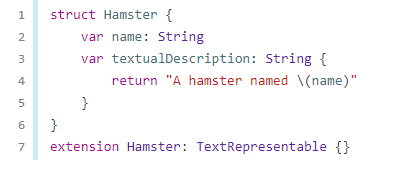 1 struct Hamster {
2     var name: String
3     var textualDescription: String {
4         return "A hamster named \(name)"
5     }
6 }
7 extension Hamster: TextRepresentable {}